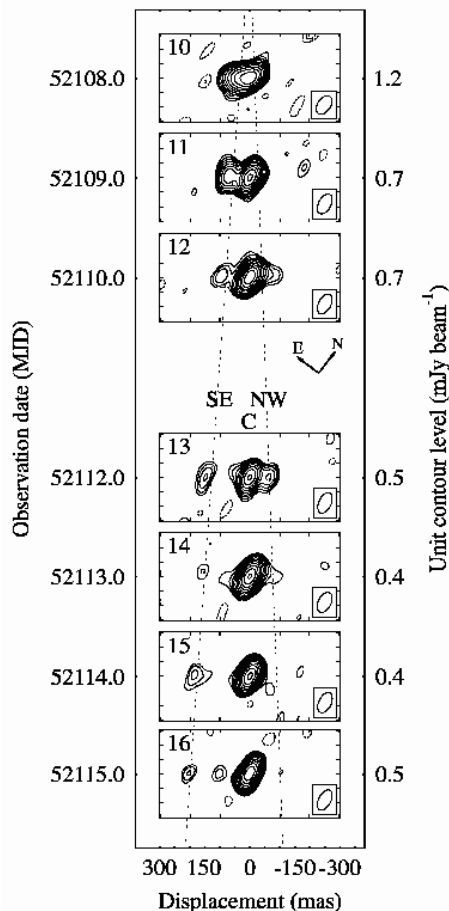 10
52108.0
1.2
11
52109.0
0.7
12
52110.0
0.7
E
N
Observation date (MJD)
Unit contour level (mJy beam⁻¹)
SE NW
C
13
52112.0
0.5
14
52113.0
0.4
15
52114.0
0.4
16
52115.0
0.5
300 150 0 -150 -300
Displacement (mas)